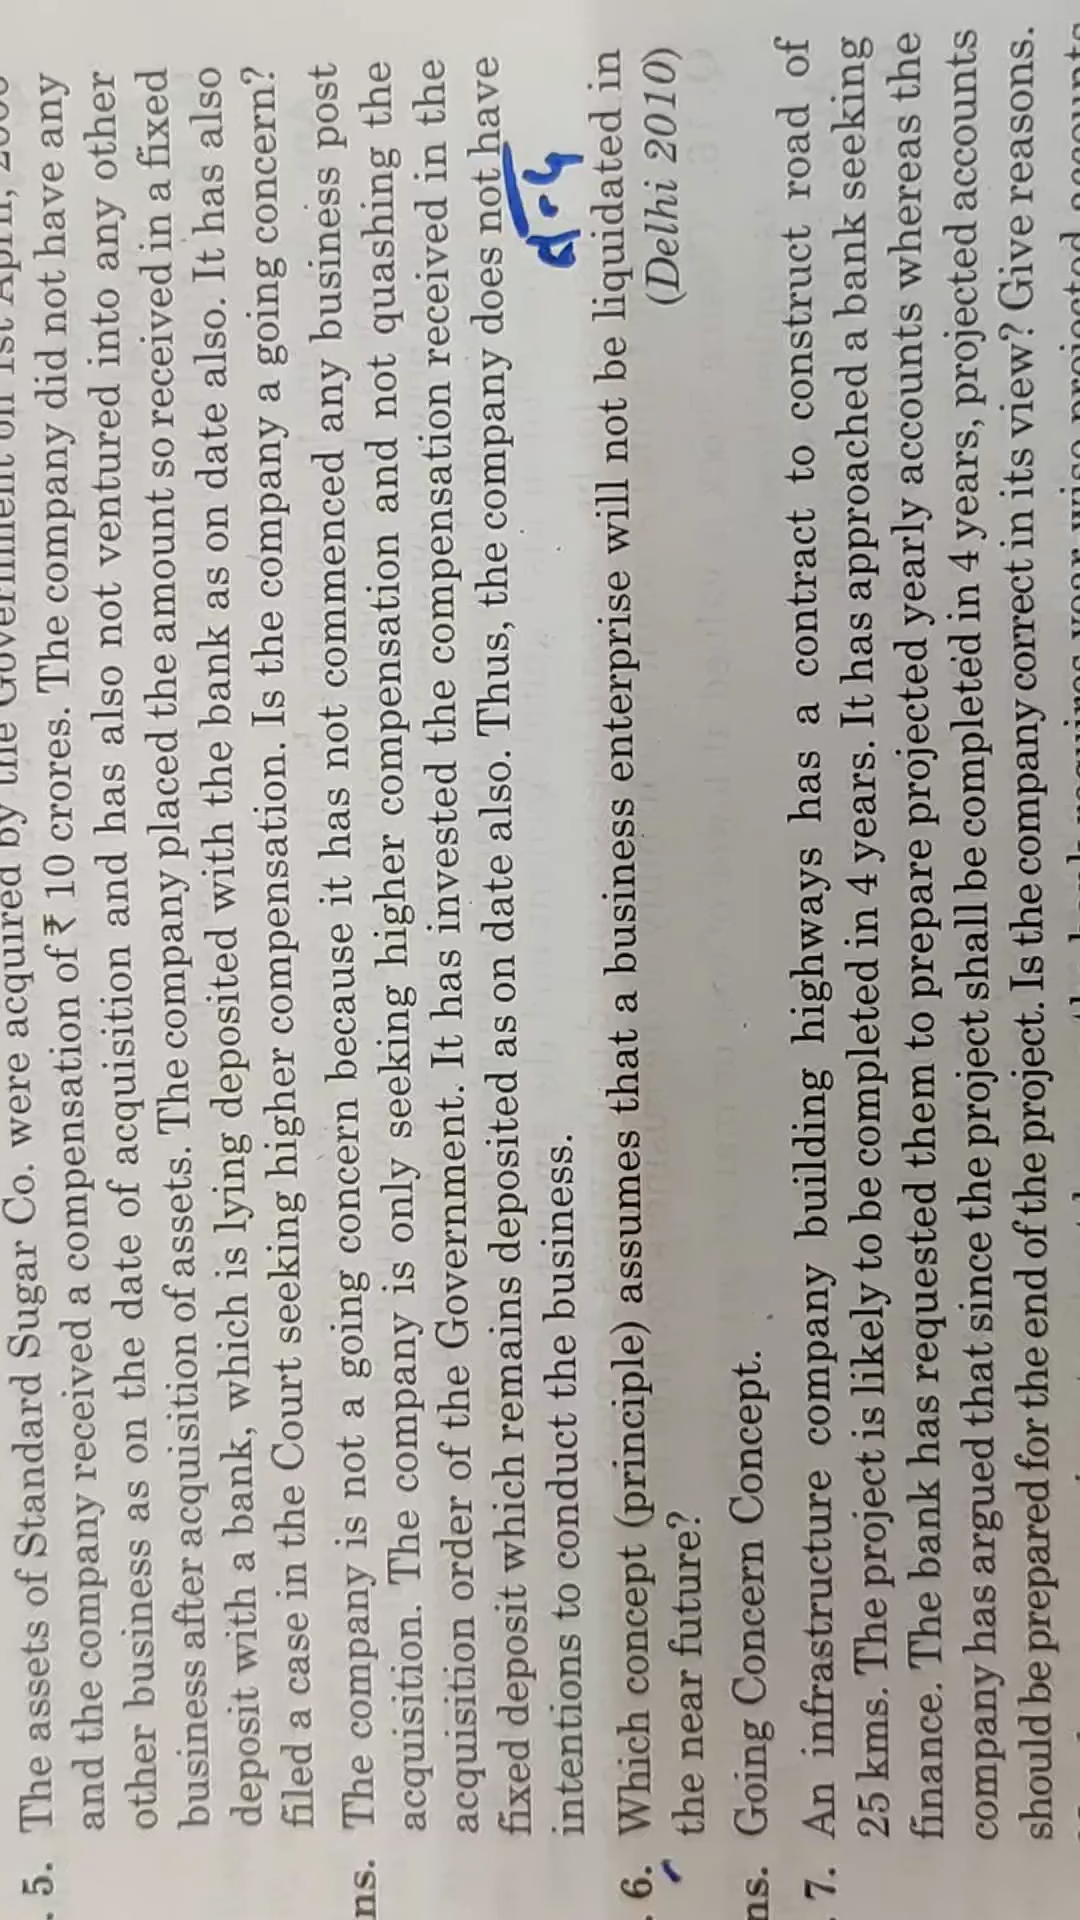 . 5. The assets of Standard Sugar Co. were acquired by the Government on 1st April,
and the company received a compensation of ₹ 10 crores. The company did not have any
other business as on the date of acquisition and has also not ventured into any other
business after acquisition of assets. The company placed the amount so received in a fixed
deposit with a bank, which is lying deposited with the bank as on date also. It has also
filed a case in the Court seeking higher compensation. Is the company a going concern?
ns. The company is not a going concern because it has not commenced any business post
acquisition. The company is only seeking higher compensation and not quashing the
acquisition order of the Government. It has invested the compensation received in the
fixed deposit which remains deposited as on date also. Thus, the company does not have
intentions to conduct the business.
. 6. Which concept (principle) assumes that a business enterprise will not be liquidated in
the near future? (Delhi 2010)
ns. Going Concern Concept.
. 7. An infrastructure company building highways has a contract to construct road of
25 kms. The project is likely to be completed in 4 years. It has approached a bank seeking
finance. The bank has requested them to prepare projected yearly accounts whereas the
company has argued that since the project shall be completed in 4 years, projected accounts
should be prepared for the end of the project. Is the company correct in its view? Give reasons.